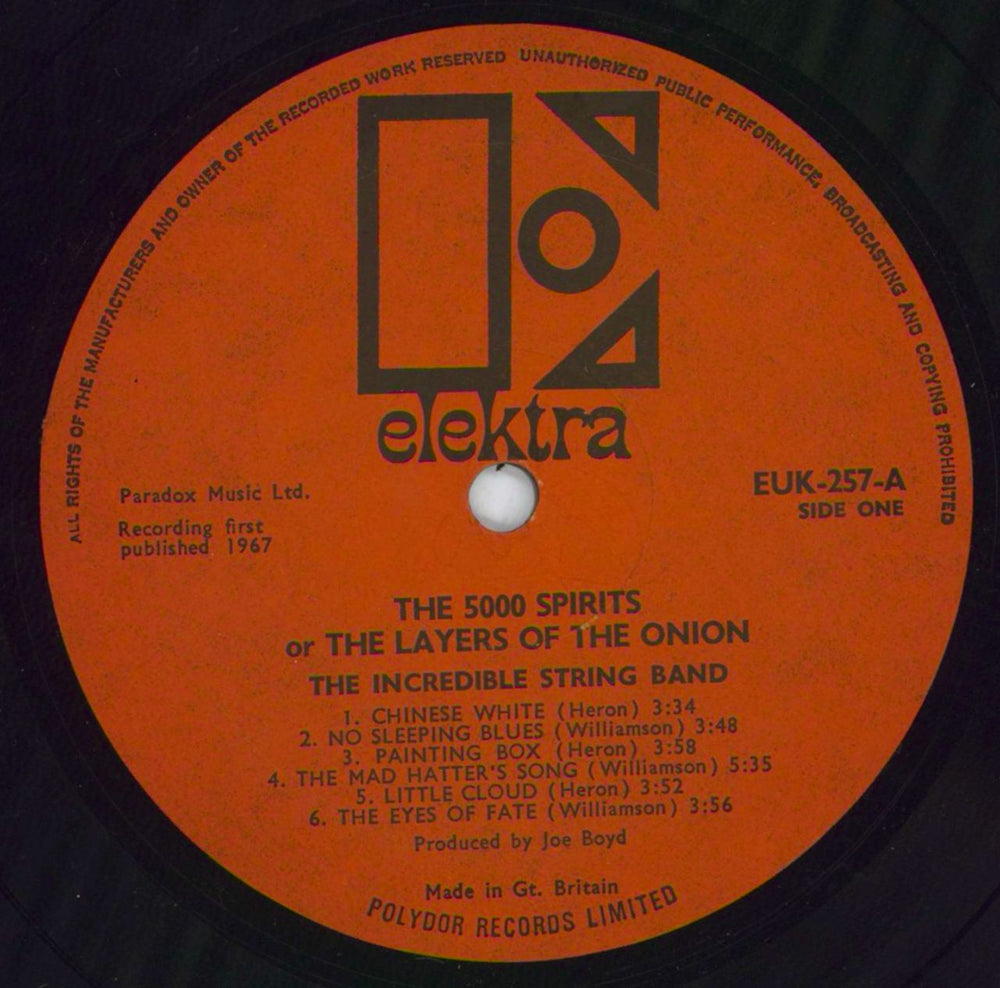 ALL RIGHTS OF THE MANUFACTURERS AND OWNER OF THE RECORDED WORK RESERVED UNAUTHORIZED PUBLIC PERFORMANCE, BROADCASTING AND COPYING PROHIBITED
elektra
Paradox Music Ltd.
Recording first
published 1967
EUK-257-A
SIDE ONE
THE 5000 SPIRITS
or THE LAYERS OF THE ONION
THE INCREDIBLE STRING BAND
1. CHINESE WHITE (Heron) 3:34
2. NO SLEEPING BLUES (Williamson) 3:48
3. PAINTING BOX (Heron) 3:58
4. THE MAD HATTER'S SONG (Williamson) 5:35
5. LITTLE CLOUD (Heron) 3:52
6. THE EYES OF FATE (Williamson) 3:56
Produced by Joe Boyd
Made in Gt. Britain
POLYDOR RECORDS LIMITED